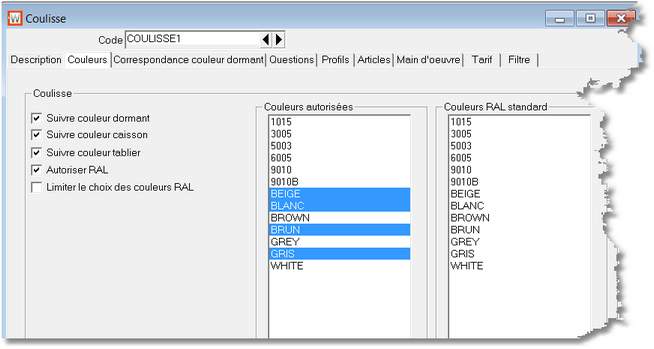 W Coulisse
Code COULISSE1
Description Couleurs Correspondance couleur dormant Questions Profils Articles Main d'oeuvre Tarif Filtre
Coulisse
Suivre couleur dormant
Suivre couleur caisson
Suivre couleur tablier
Autoriser RAL
Limiter le choix des couleurs RAL
Couleurs autorisées
1015
3005
5003
6005
9010
9010B
BEIGE
BLANC
BROWN
BRUN
GREY
GRIS
WHITE
Couleurs RAL standard
1015
3005
5003
6005
9010
9010B
BEIGE
BLANC
BROWN
BRUN
GREY
GRIS
WHITE